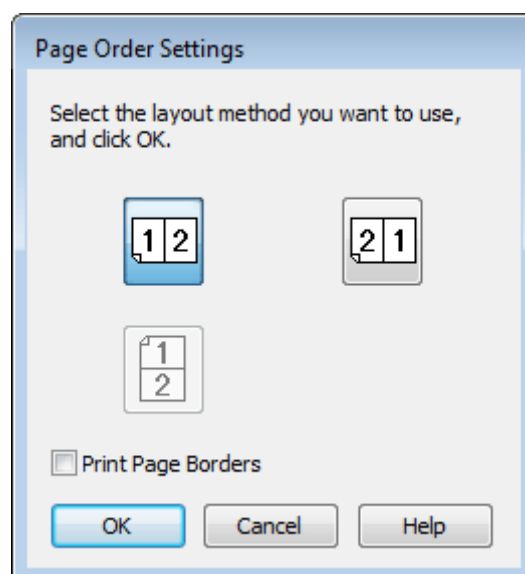 Page Order Settings
Select the layout method you want to use,
and click OK.
1 2
2 1
1
2
Print Page Borders
OK Cancel Help